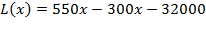 L(x) = 550x − 300x − 32000